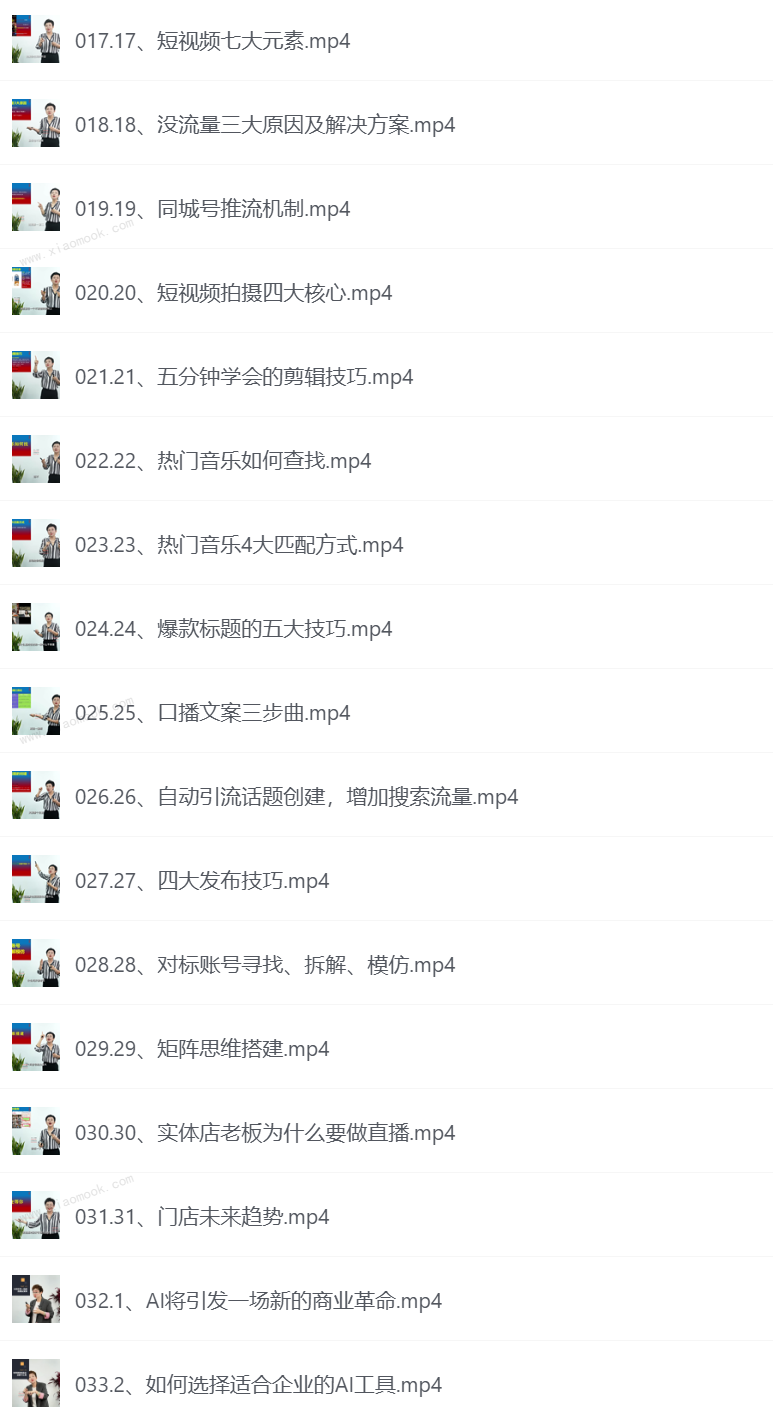 017.17、短视频七大元素.mp4
018.18、没流量三大原因及解决方案.mp4
019.19、同城号推流机制.mp4
www.xiaomook.com
020.20、短视频拍摄四大核心.mp4
021.21、五分钟学会的剪辑技巧.mp4
022.22、热门音乐如何查找.mp4
023.23、热门音乐4大匹配方式.mp4
024.24、爆款标题的五大技巧.mp4
025.25、口播文案三步曲.mp4
026.26、自动引流话题创建，增加搜索流量.mp4
027.27、四大发布技巧.mp4
028.28、对标账号寻找、拆解、模仿.mp4
029.29、矩阵思维搭建.mp4
030.30、实体店老板为什么要做直播.mp4
031.31、门店未来趋势.mp4
032.1、AI将引发一场新的商业革命.mp4
033.2、如何选择适合企业的AI工具.mp4